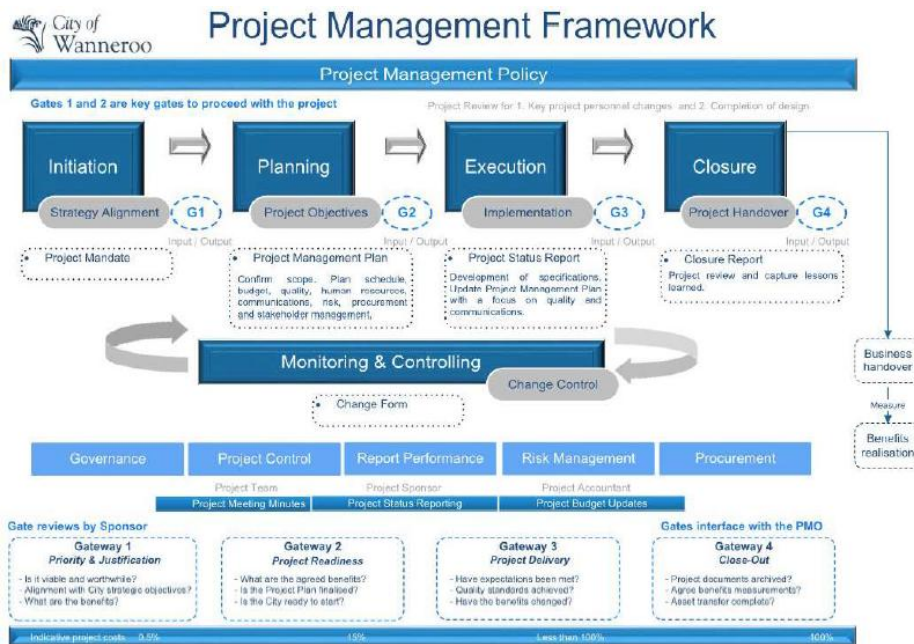 City of
Wanneroo
Project Management Framework
Project Management Policy
Gates 1 and 2 are key gates to proceed with the project
Project Review for 1. Key project personnel changes and 2. Completion of design
Initiation
Planning
Execution
Closure
Strategy Alignment
G1
Project Objectives
G2
Implementation
G3
Project Handover
G4
Input / Output
Input / Output
Input / Output
Input / Output
• Project Mandate
• Project Management Plan
Confirm scope. Plan schedule,
budget, quality, human resources,
communications, risk, procurement
and stakeholder management.
• Project Status Report
Development of specifications.
Update Project Management Plan
with a focus on quality and
communications.
• Closure Report
Project review and capture lessons
learned.
Monitoring & Controlling
Change Control
• Change Form
Business
handover
Measure
Benefits
realisation
Governance
Project Control
Report Performance
Risk Management
Procurement
Project Team
Project Sponsor
Project Accountant
Project Meeting Minutes
Project Status Reporting
Project Budget Updates
Gate reviews by Sponsor
Gates interface with the PMO
Gateway 1
Priority & Justification
- Is it viable and worthwhile?
- Alignment with City strategic objectives?
- What are the benefits?
Gateway 2
Project Readiness
- What are the agreed benefits?
- Is the Project Plan finalised?
- Is the City ready to start?
Gateway 3
Project Delivery
- Have expectations been met?
- Quality standards achieved?
- Have the benefits changed?
Gateway 4
Close-Out
- Project documents archived?
- Agree benefits measurements?
- Asset transfer complete?
Indicative project costs 0.5%
15%
Less than 100%
100%